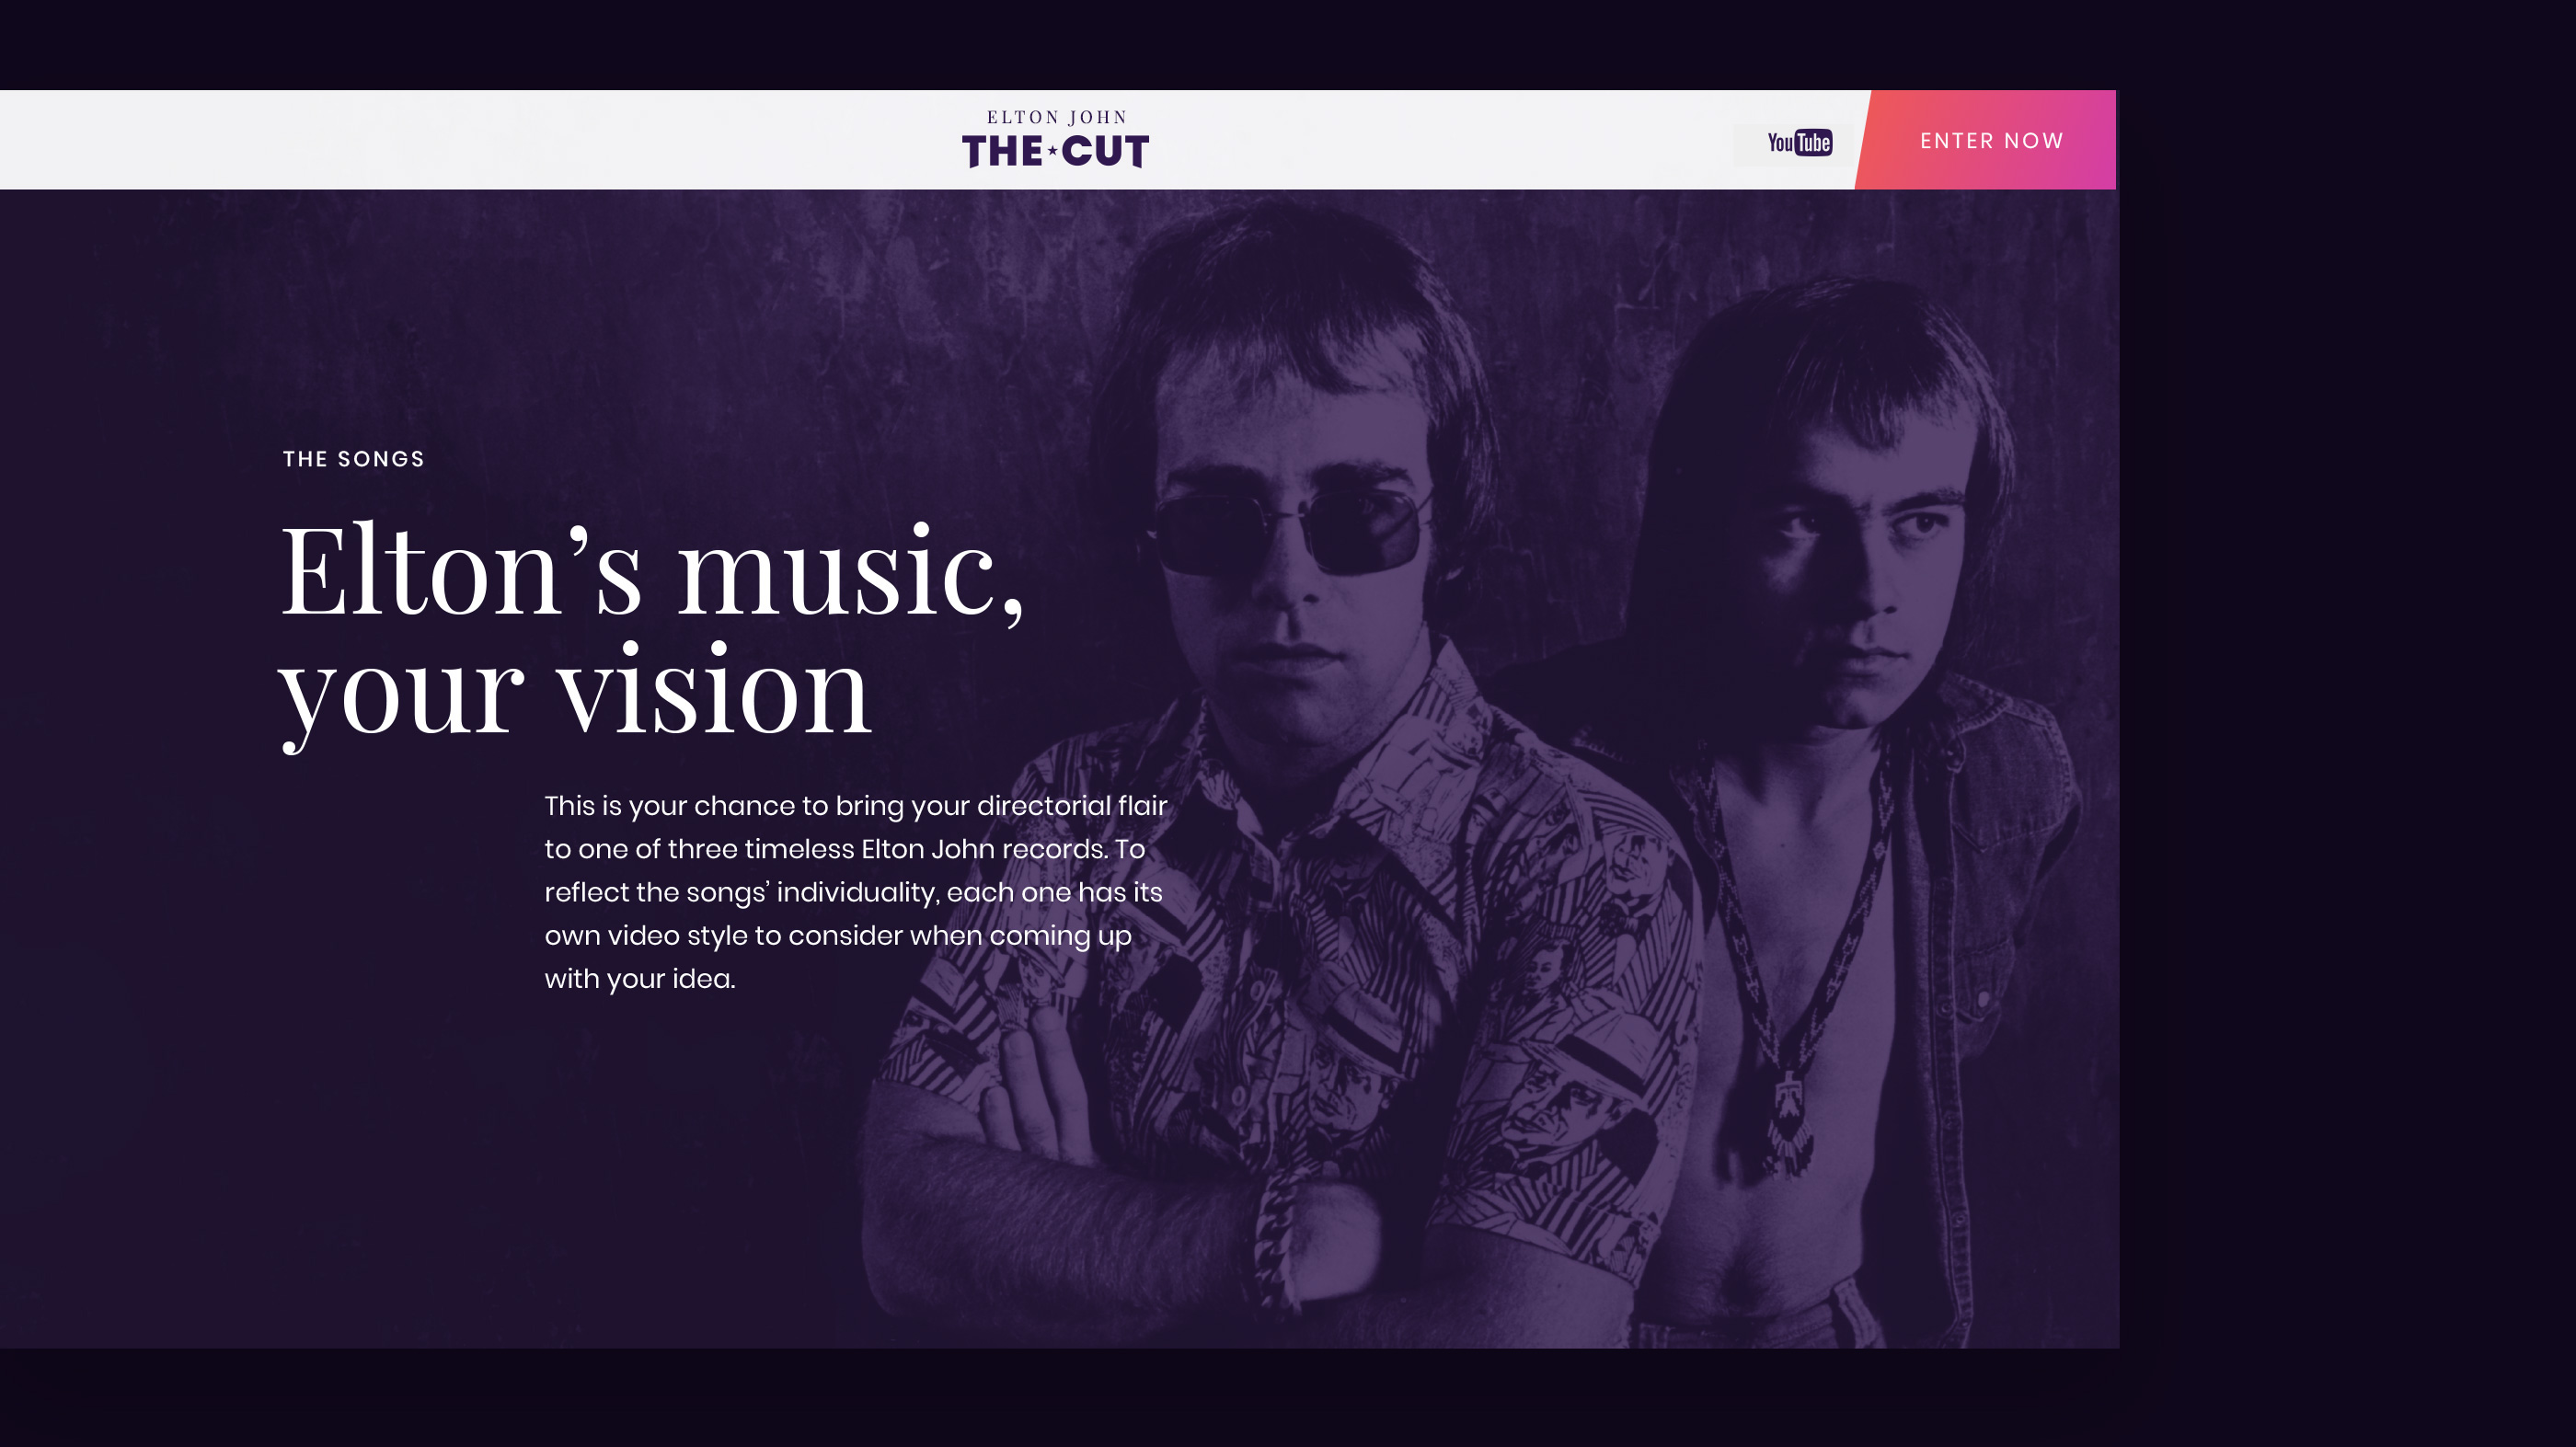 ELTON JOHN
THE★CUT
YouTube
ENTER NOW
THE SONGS
Elton’s music,
your vision
This is your chance to bring your directorial flair
to one of three timeless Elton John records. To
reflect the songs’ individuality, each one has its
own video style to consider when coming up
with your idea.